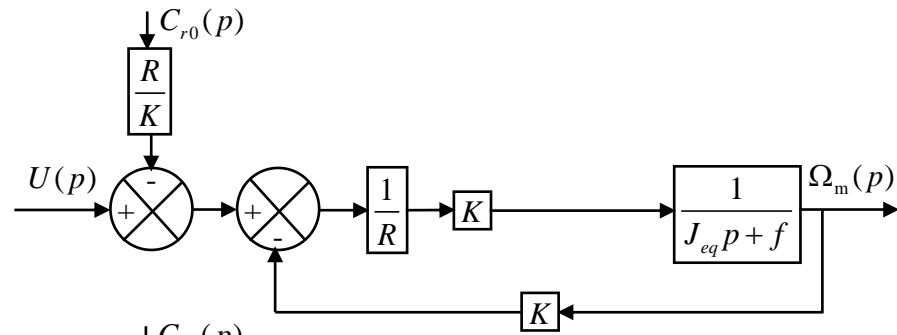 C_{r0}(p)
R
K
U(p)
-
+
+
-
1
R
K
1
J_{eq} p + f
Ω_m(p)
K